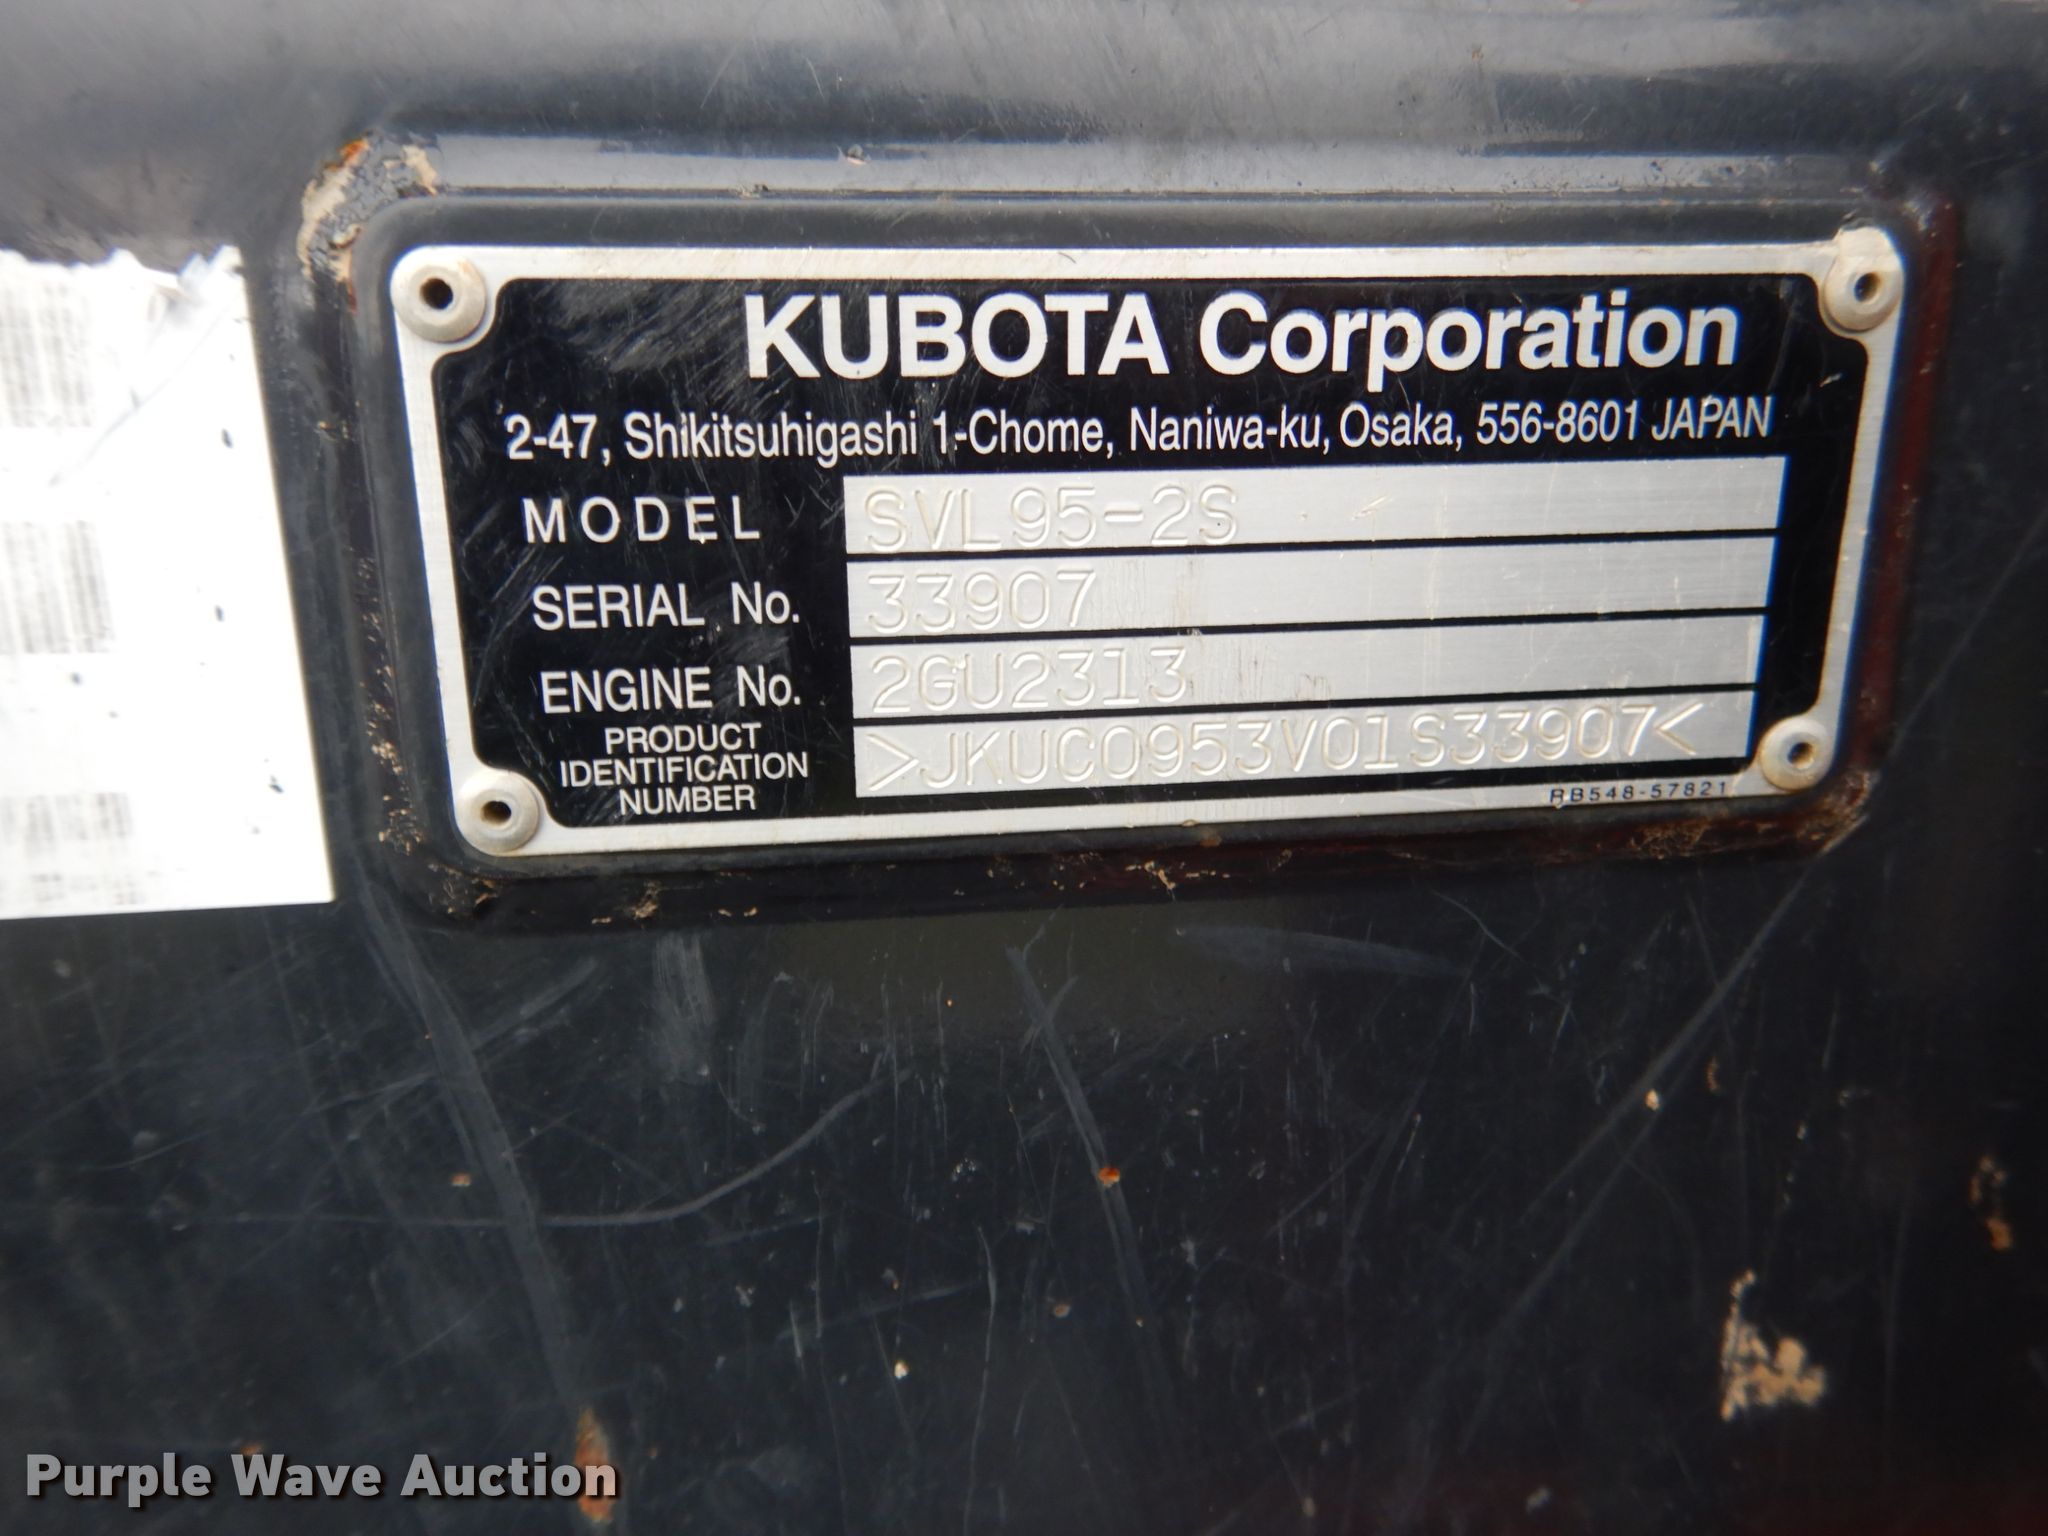 KUBOTA Corporation
2-47, Shikitsuhigashi 1-Chome, Naniwa-ku, Osaka, 556-8601 JAPAN
MODEL SVL95-2S
SERIAL No. 33907
ENGINE No. 2GU2313
PRODUCT
IDENTIFICATION
NUMBER
>JKUC0953V01S33907<
RB548-57821
Purple Wave Auction